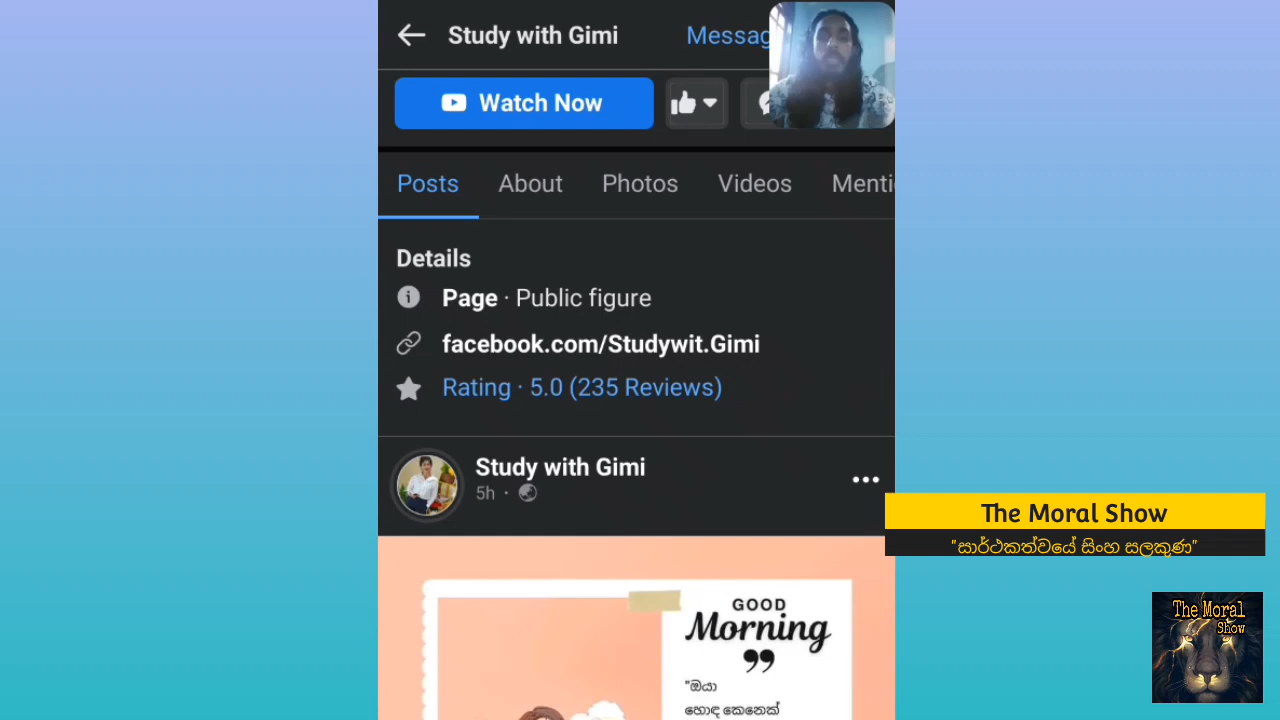 Study with Gimi
Messag
Watch Now
Posts
About
Photos
Videos
Menti
Details
Page · Public figure
facebook.com/Studywit.Gimi
Rating · 5.0 (235 Reviews)
Study with Gimi
5h ·
The Moral Show
"සාර්ථකත්වයේ සිංහ සලකුණ"
GOOD
Morning
"ඔයා
හොඳ කෙනෙක්
The Moral
Show